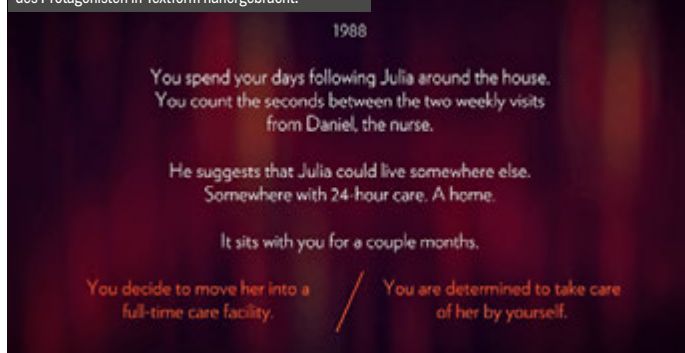 des Protagonisten in Textform nähergebracht.
1988
You spend your days following Julia around the house.
You count the seconds between the two weekly visits
from Daniel, the nurse.
He suggests that Julia could live somewhere else.
Somewhere with 24-hour care. A home.
It sits with you for a couple months.
You decide to move her into a
full-time care facility.
You are determined to take care
of her by yourself.